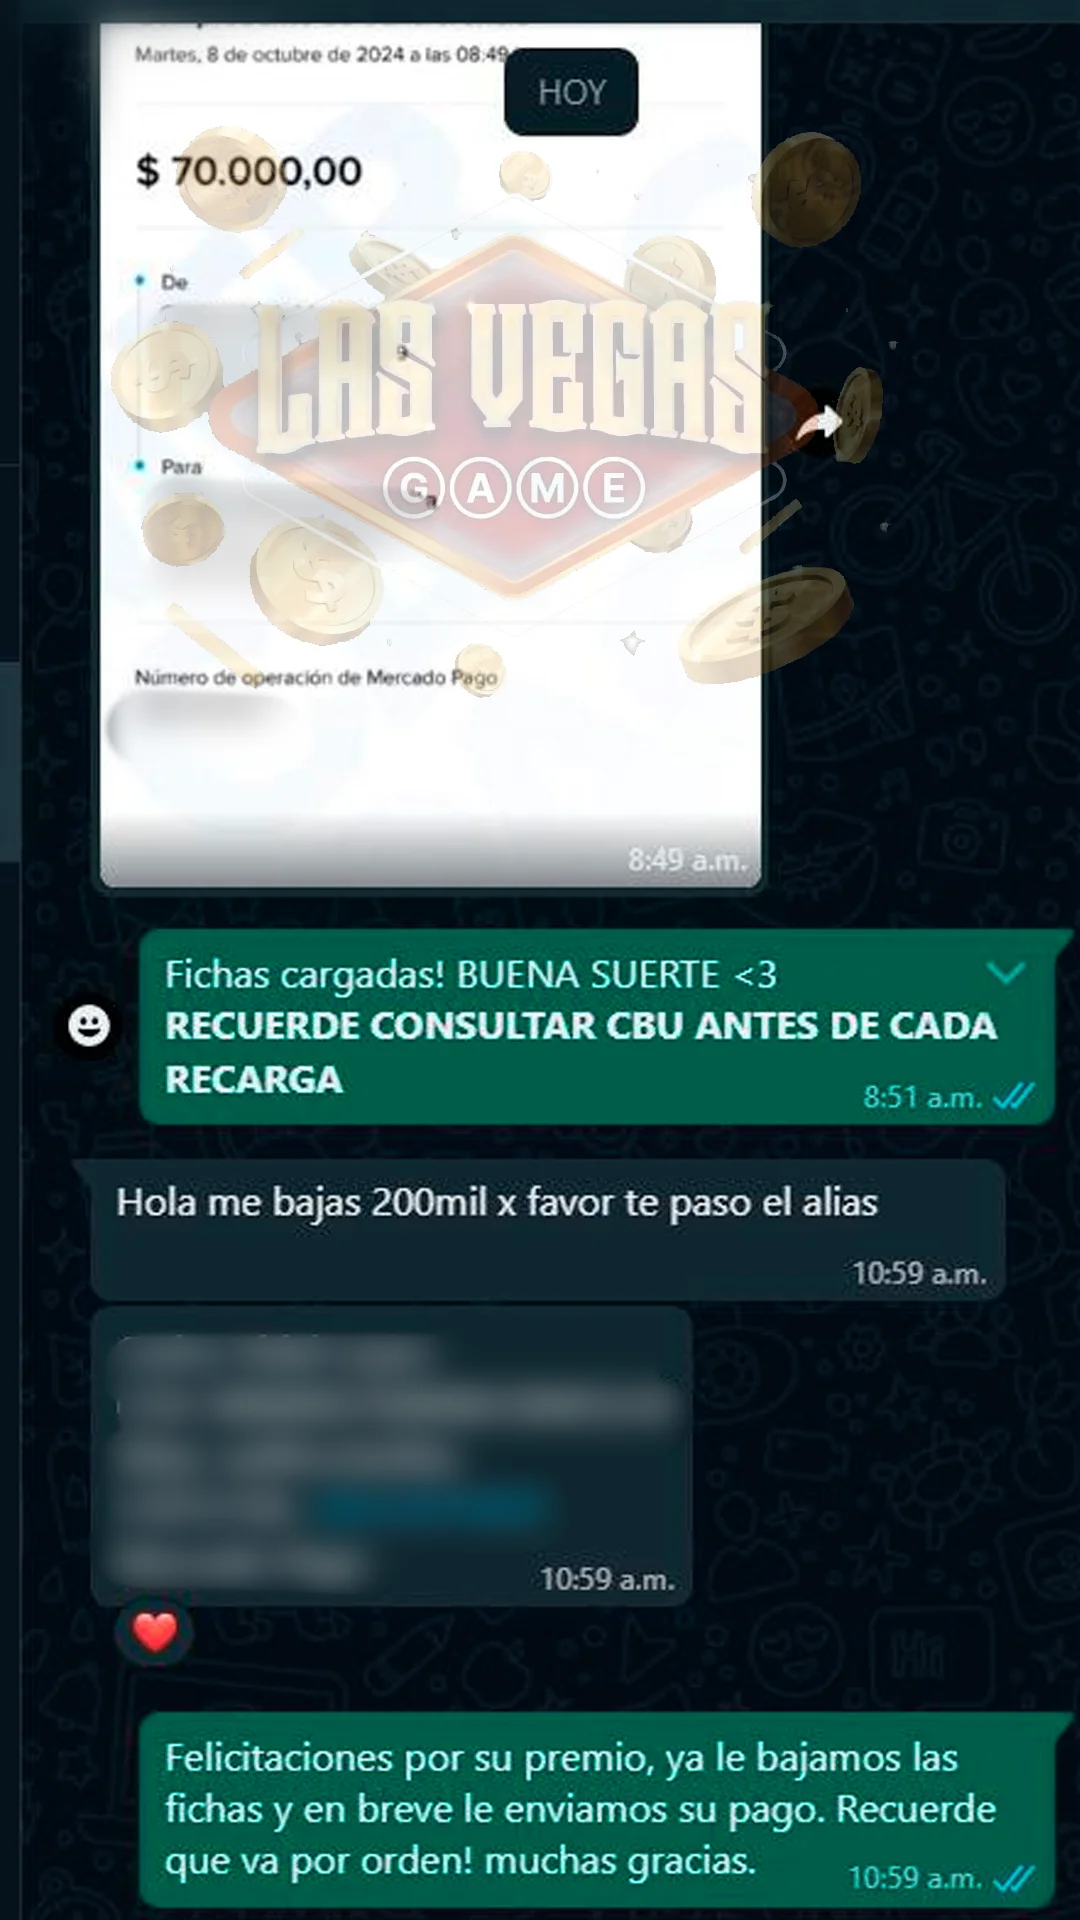 Martes, 8 de octubre de 2024 a las 08:49
HOY
$ 70.000,00
De
LAS VEGAS
Para
GAME
Número de operación de Mercado Pago
8:49 a.m.
Fichas cargadas! BUENA SUERTE <3
RECUERDE CONSULTAR CBU ANTES DE CADA
RECARGA
8:51 a.m.
Hola me bajas 200mil x favor te paso el alias
10:59 a.m.
10:59 a.m.
Felicitaciones por su premio, ya le bajamos las
fichas y en breve le enviamos su pago. Recuerde
que va por orden! muchas gracias.
10:59 a.m.